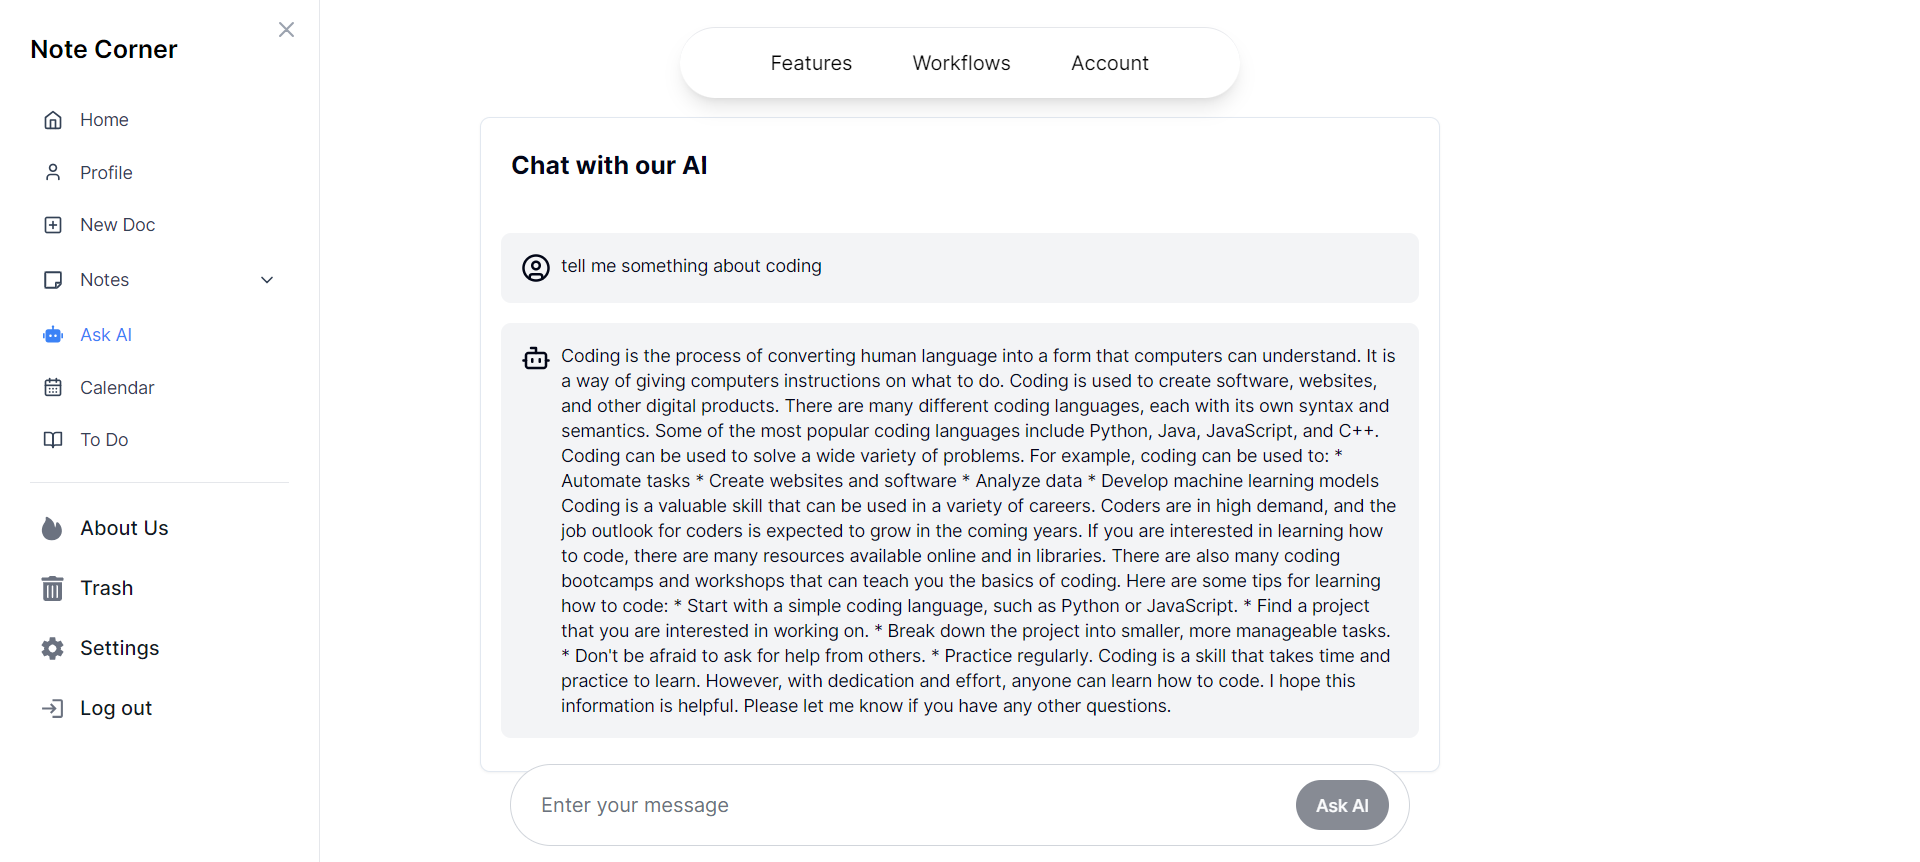 Note Corner
Home
Profile
New Doc
Notes
Ask AI
Calendar
To Do
About Us
Trash
Settings
Log out
Features Workflows Account
Chat with our AI
tell me something about coding
Coding is the process of converting human language into a form that computers can understand. It is
a way of giving computers instructions on what to do. Coding is used to create software, websites,
and other digital products. There are many different coding languages, each with its own syntax and
semantics. Some of the most popular coding languages include Python, Java, JavaScript, and C++.
Coding can be used to solve a wide variety of problems. For example, coding can be used to: *
Automate tasks * Create websites and software * Analyze data * Develop machine learning models
Coding is a valuable skill that can be used in a variety of careers. Coders are in high demand, and the
job outlook for coders is expected to grow in the coming years. If you are interested in learning how
to code, there are many resources available online and in libraries. There are also many coding
bootcamps and workshops that can teach you the basics of coding. Here are some tips for learning
how to code: * Start with a simple coding language, such as Python or JavaScript. * Find a project
that you are interested in working on. * Break down the project into smaller, more manageable tasks.
* Don't be afraid to ask for help from others. * Practice regularly. Coding is a skill that takes time and
practice to learn. However, with dedication and effort, anyone can learn how to code. I hope this
information is helpful. Please let me know if you have any other questions.
Enter your message
Ask AI